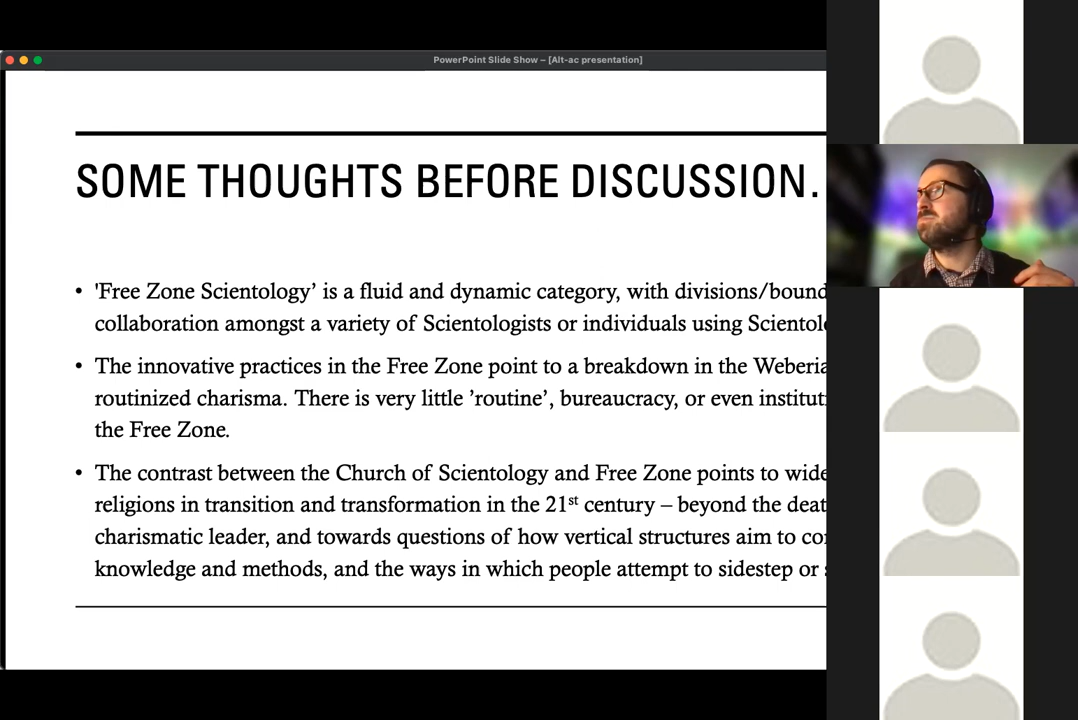 PowerPoint Slide Show – [Alt-ac presentation]
SOME THOUGHTS BEFORE DISCUSSION.
• 'Free Zone Scientology’ is a fluid and dynamic category, with divisions/bound
collaboration amongst a variety of Scientologists or individuals using Scientol
• The innovative practices in the Free Zone point to a breakdown in the Weberia
routinized charisma. There is very little ’routine’, bureaucracy, or even instituti
the Free Zone.
• The contrast between the Church of Scientology and Free Zone points to wide
religions in transition and transformation in the 21st century – beyond the deat
charismatic leader, and towards questions of how vertical structures aim to co
knowledge and methods, and the ways in which people attempt to sidestep or